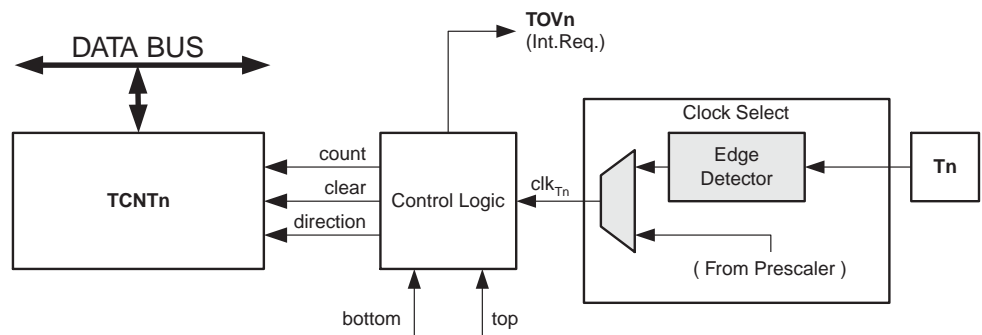 TOVn
(Int.Req.)
DATA BUS
Clock Select
count
clear
direction
TCNTn
Control Logic
clkTn
Edge
Detector
Tn
( From Prescaler )
bottom
top